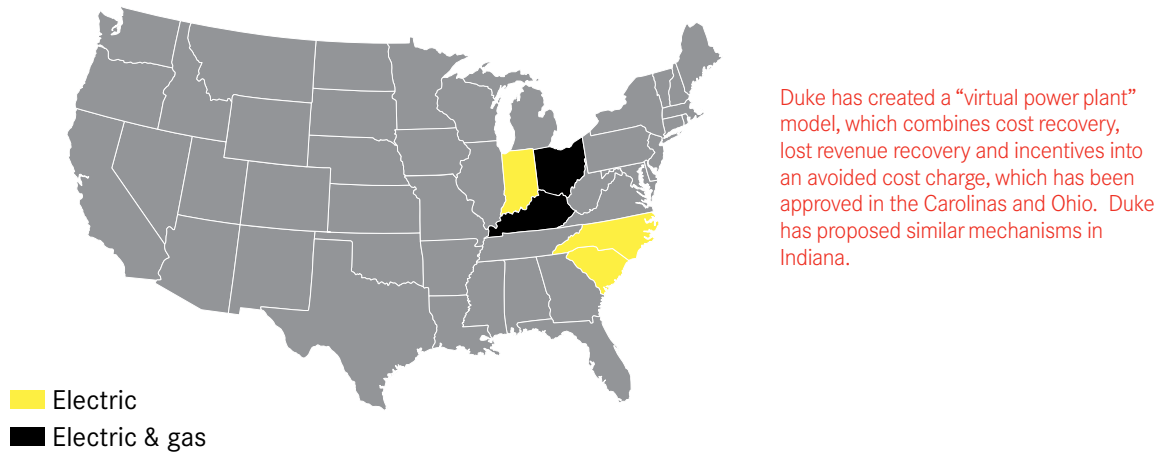 Duke has created a “virtual power plant”
model, which combines cost recovery,
lost revenue recovery and incentives into
an avoided cost charge, which has been
approved in the Carolinas and Ohio.  Duke
has proposed similar mechanisms in
Indiana.
Electric
Electric & gas